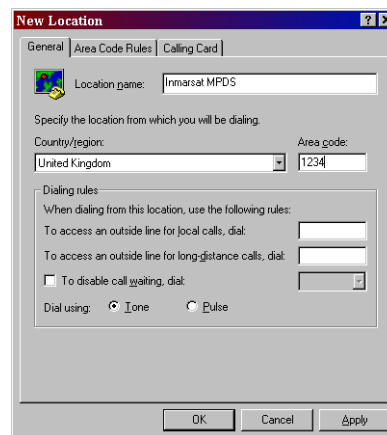 New Location
General Area Code Rules Calling Card
Location name: Inmarsat MPDS
Specify the location from which you will be dialing.
Country/region: Area code:
United Kingdom 1234
Dialing rules
When dialing from this location, use the following rules:
To access an outside line for local calls, dial:
To access an outside line for long-distance calls, dial:
To disable call waiting, dial:
Dial using: Tone Pulse
OK Cancel Apply